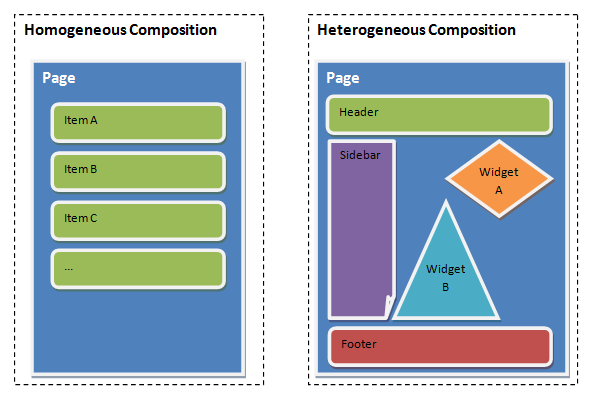 Homogeneous Composition
Page
Item A
Item B
Item C
...
Heterogeneous Composition
Page
Header
Sidebar
Widget
A
Widget
B
Footer